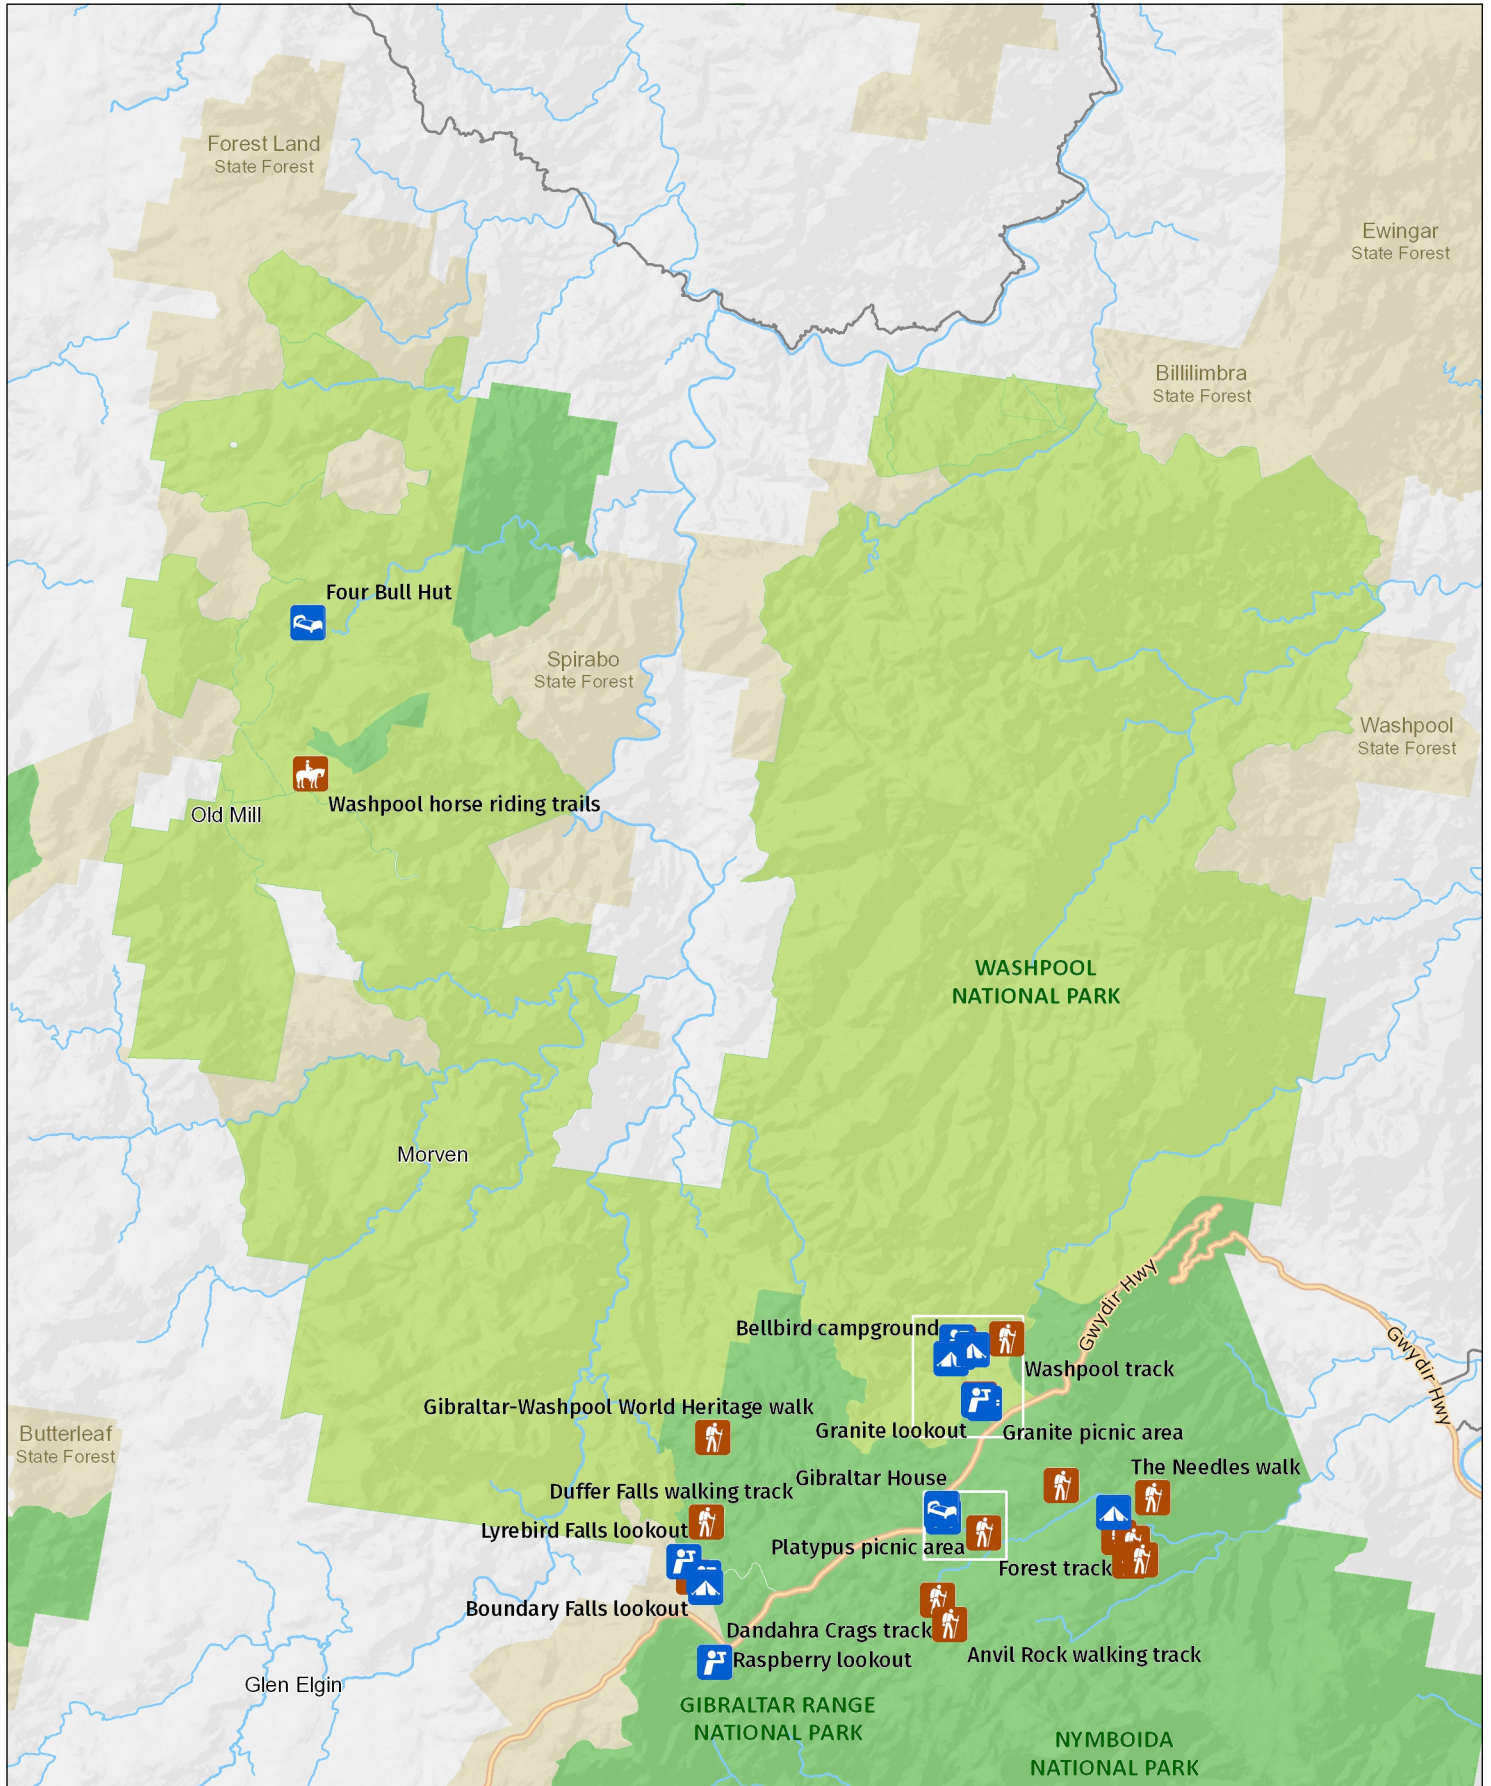 Forest Land
State Forest
Ewingar
State Forest
Billilimbra
State Forest
Four Bull Hut
Spirabo
State Forest
Washpool
State Forest
Washpool horse riding trails
Old Mill
WASHPOOL
NATIONAL PARK
Morven
Gwydir Hwy
Gwydir Hwy
Bellbird campground
Washpool track
Gibraltar-Washpool World Heritage walk
Granite lookout
Granite picnic area
Butterleaf
State Forest
The Needles walk
Gibraltar House
Duffer Falls walking track
Lyrebird Falls lookout
Platypus picnic area
Forest track
Boundary Falls lookout
Dandahra Crags track
Anvil Rock walking track
Raspberry lookout
Glen Elgin
GIBRALTAR RANGE
NATIONAL PARK
NYMBOIDA
NATIONAL PARK